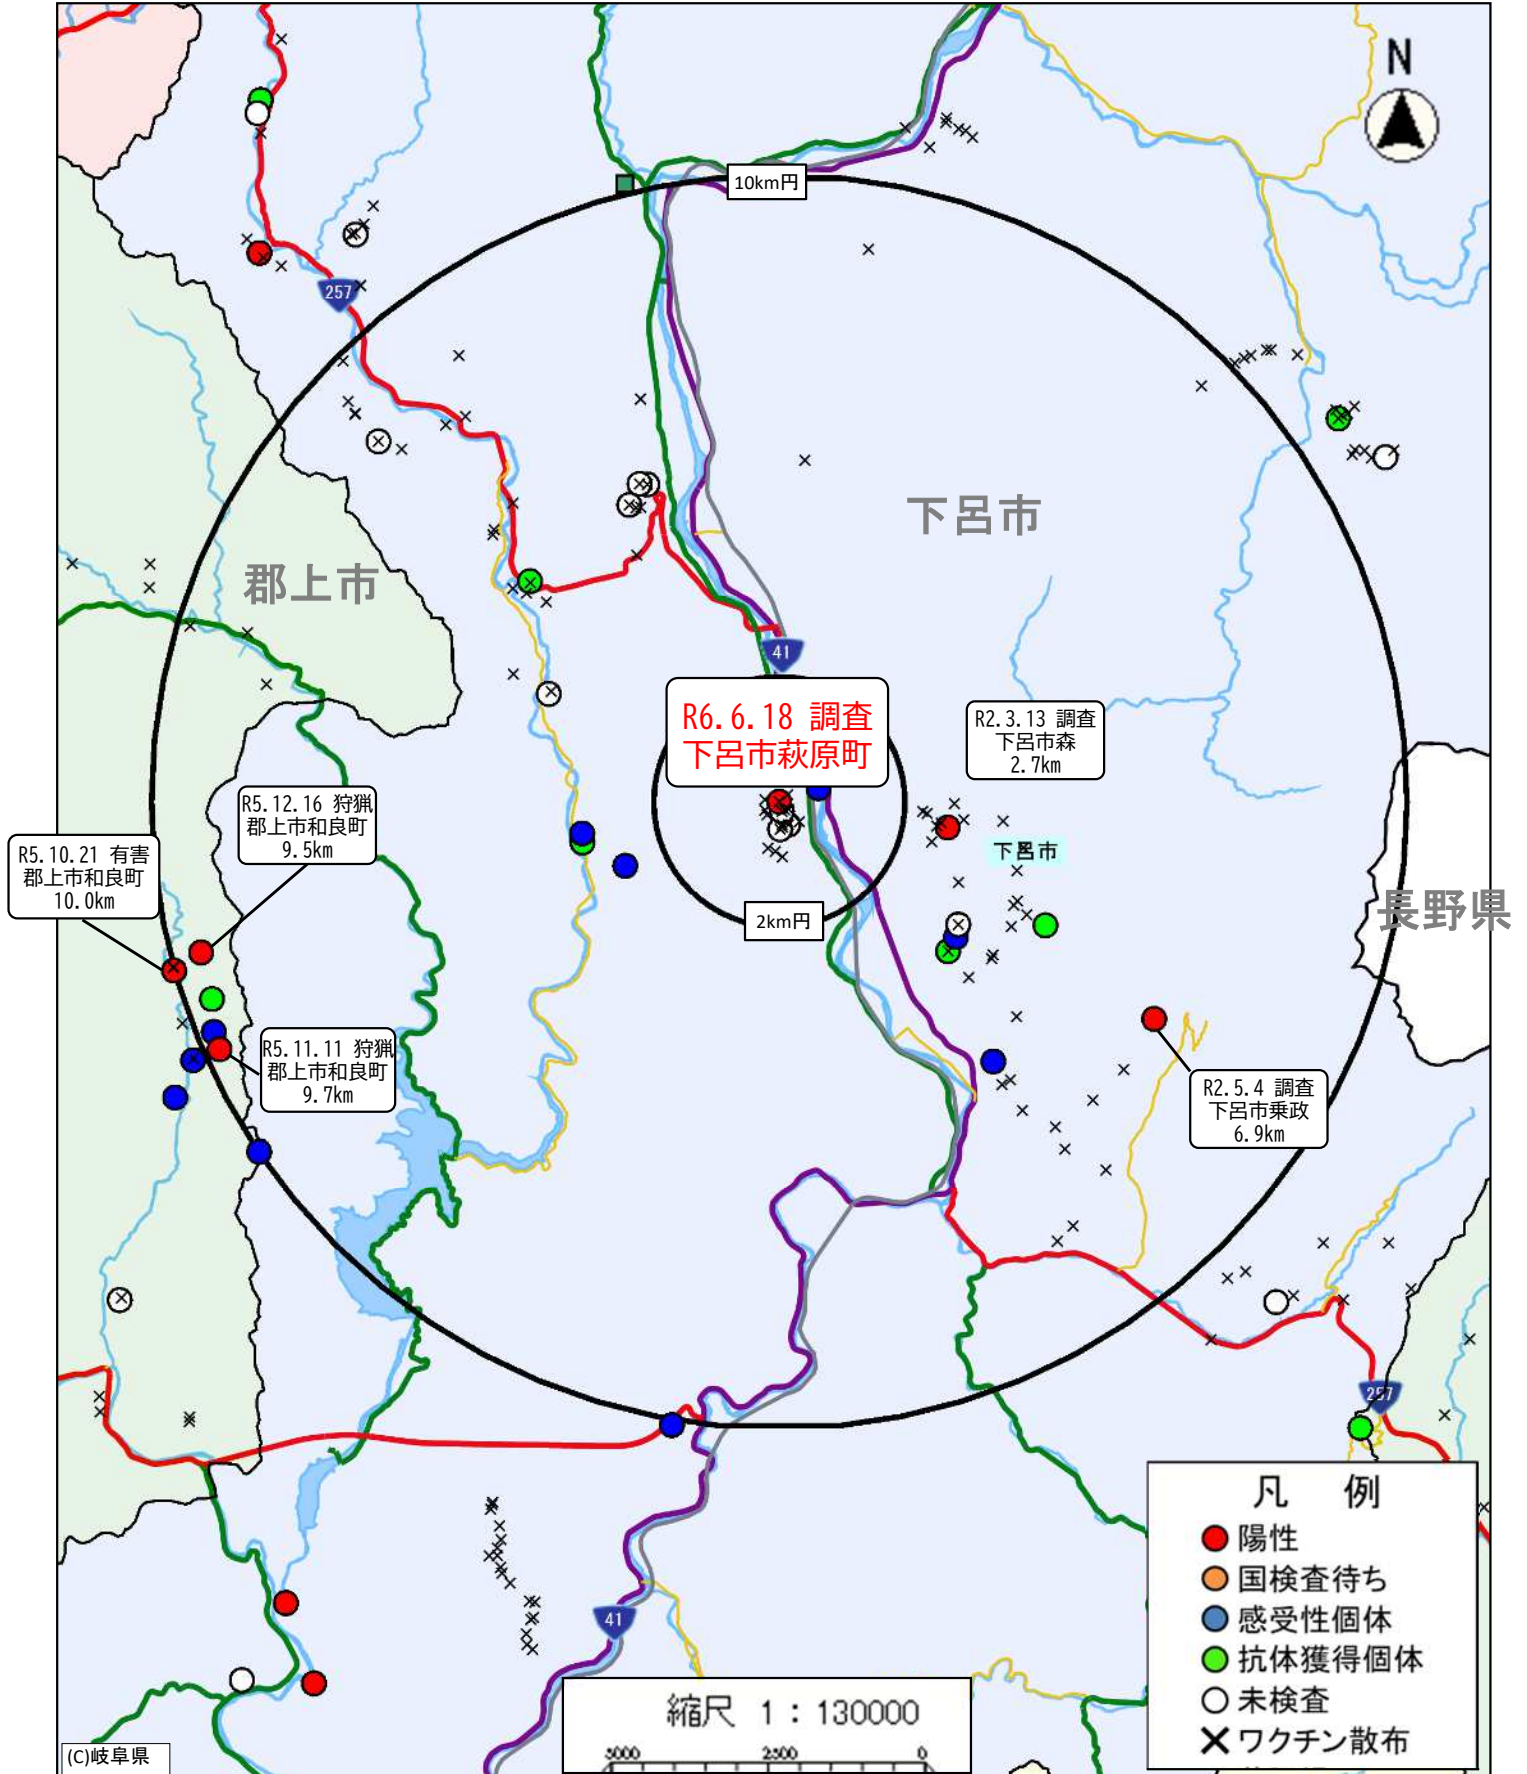 N
10km円
257
下呂市
郡上市
41
R6.6.18 調査
下呂市萩原町
R2.3.13 調査
下呂市森
2.7km
R5.12.16 狩猟
郡上市和良町
9.5km
R5.10.21 有害
郡上市和良町
10.0km
下呂市
長野県
2km円
R5.11.11 狩猟
郡上市和良町
9.7km
R2.5.4 調査
下呂市乗政
6.9km
257
41
凡 例
陽性
国検査待ち
感受性個体
抗体獲得個体
未検査
ワクチン散布
縮尺 1:130000
5000 2500 0
(C)岐阜県